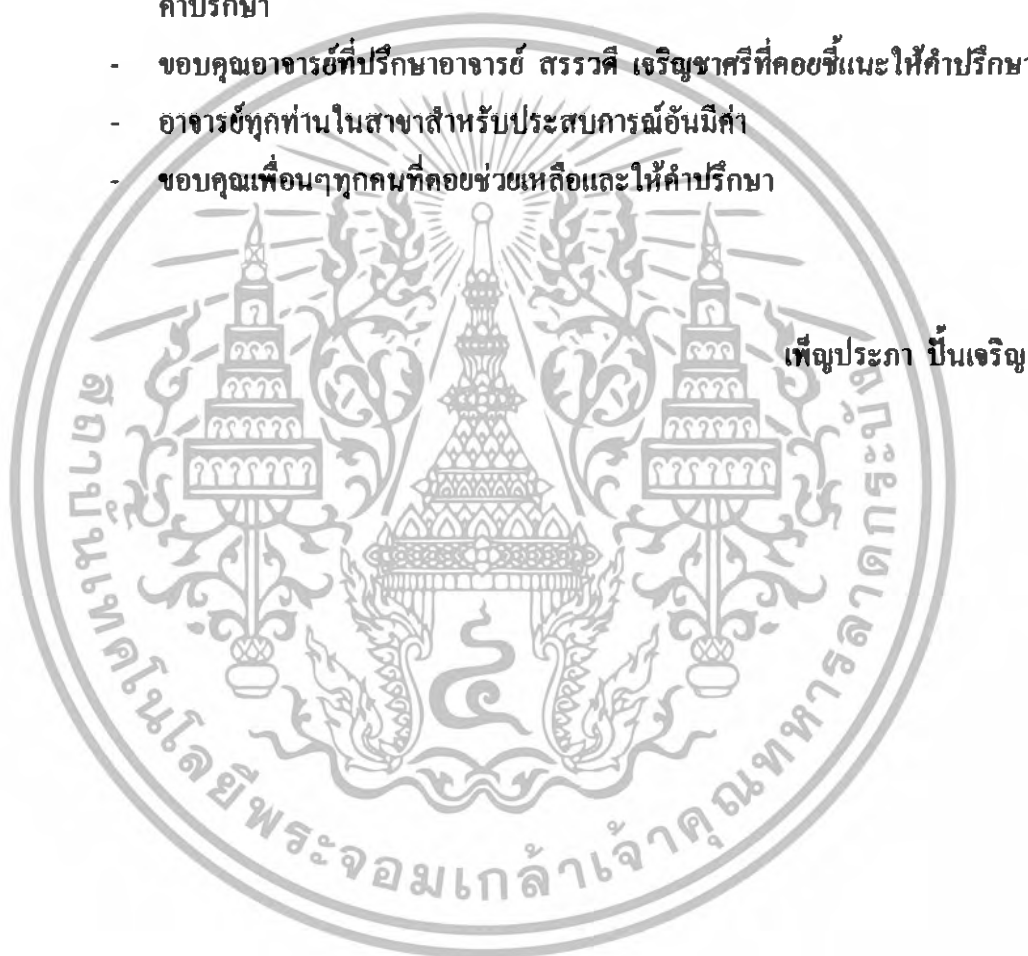 คำปรึกษา
- ขอบคุณอาจารย์ที่ปรึกษาอาจารย์ สรรวดี เจริญชาศรีที่คอยชี้แนะให้คำปรึกษา
- อาจารย์ทุกท่านในสาขาสำหรับประสบการณ์อันมีค่า
- ขอบคุณเพื่อนๆทุกคนที่คอยช่วยเหลือและให้คำปรึกษา
เพ็ญประภา ปั้นเจริญ
สถาบันเทคโนโลยีพระจอมเกล้าเจ้าคุณทหารลาดกระบัง
๔